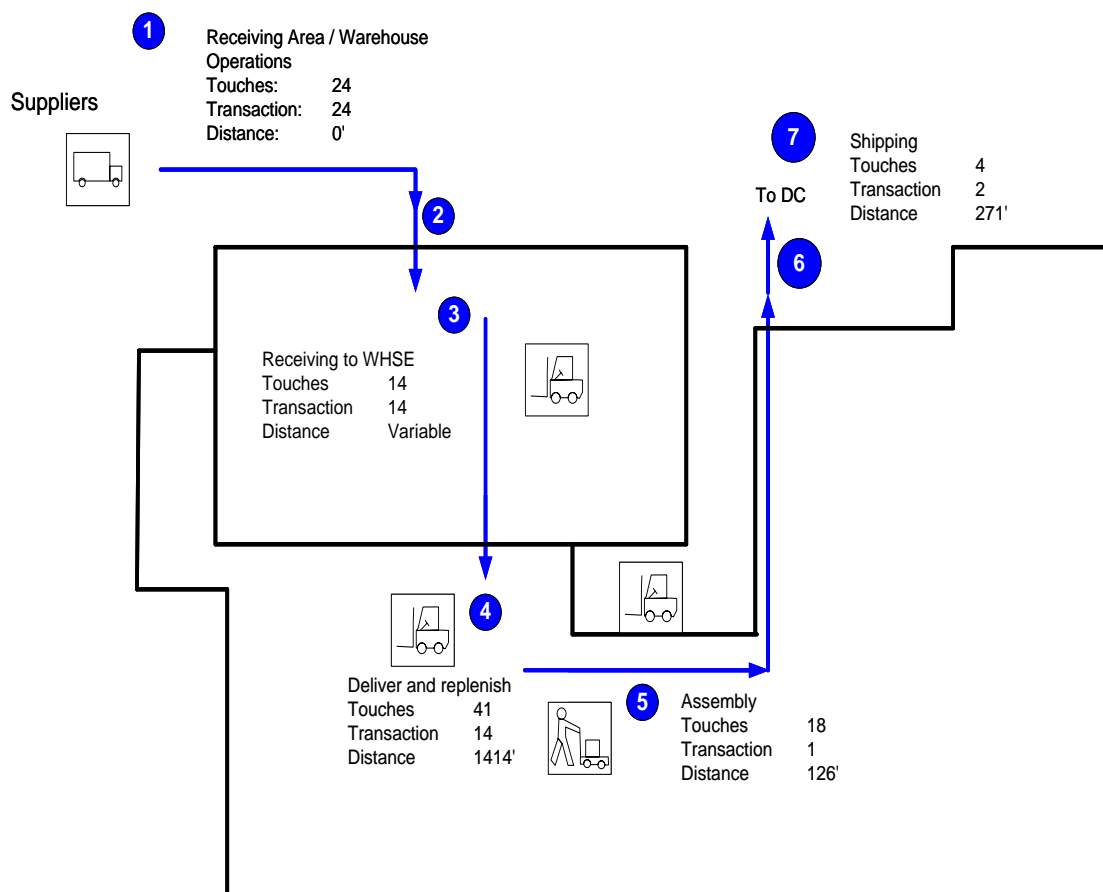 1
Receiving Area / Warehouse
Operations
Touches: 24
Transaction: 24
Distance: 0'
Suppliers
7
Shipping
Touches 4
Transaction 2
Distance 271'
To DC
2
6
3
Receiving to WHSE
Touches 14
Transaction 14
Distance Variable
4
Deliver and replenish
Touches 41
Transaction 14
Distance 1414'
5
Assembly
Touches 18
Transaction 1
Distance 126'